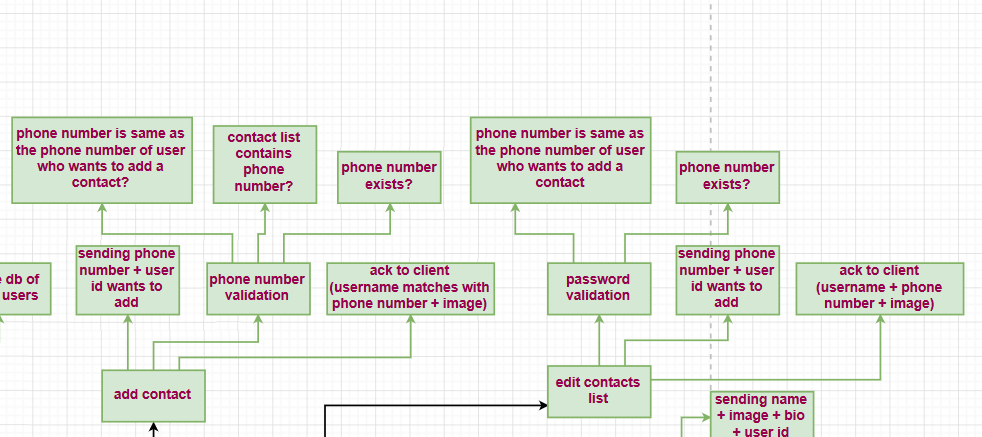 phone number is same as
the phone number of user
who wants to add a
contact?
contact list
contains
phone
number?
phone number
exists?
phone number is same as
the phone number of user
who wants to add a
contact
phone number
exists?
db of
users
sending phone
number + user
id wants to
add
phone number
validation
ack to client
(username matches with
phone number + image)
password
validation
sending phone
number + user
id wants to
add
ack to client
(username + phone
number + image)
add contact
edit contacts
list
sending name
+ image + bio
+ user id